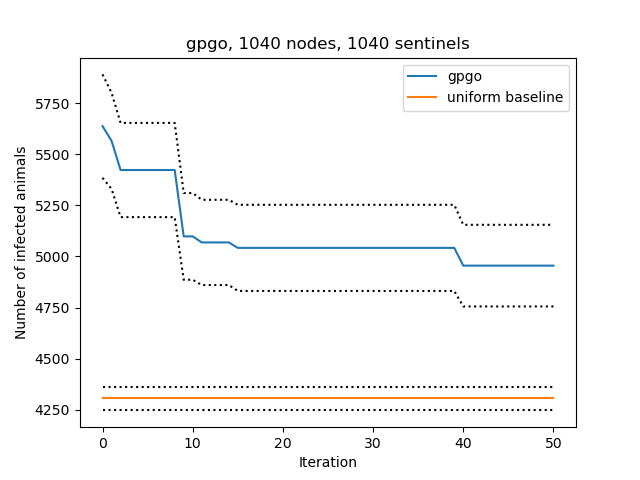 gpgo, 1040 nodes, 1040 sentinels
gpgo
uniform baseline
Number of infected animals
5750
5500
5250
5000
4750
4500
4250
0 10 20 30 40 50
Iteration